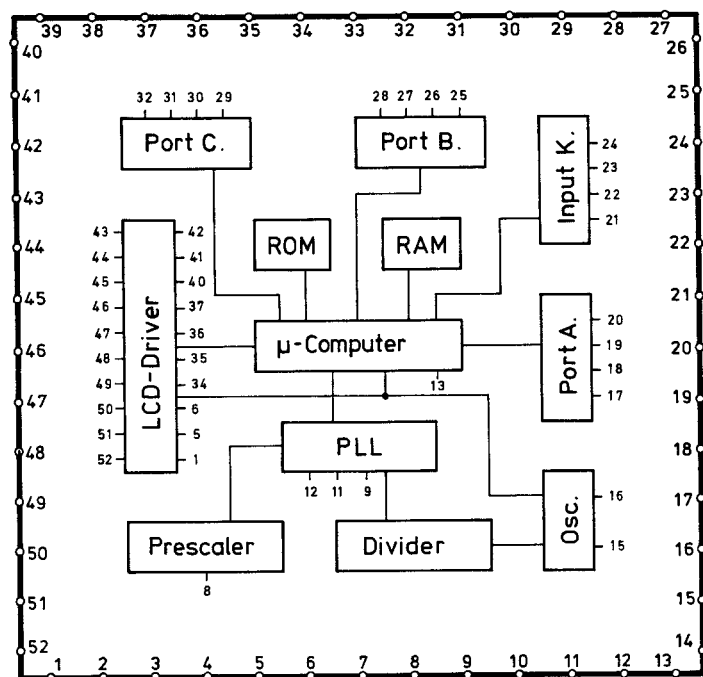 39 38 37 36 35 34 33 32 31 30 29 28 27
40
26
41
25
42
24
43
23
44
22
45
21
46
20
47
19
48
18
49
17
50
16
51
15
52
14
1 2 3 4 5 6 7 8 9 10 11 12 13
32 31 30 29
Port C.
28 27 26 25
Port B.
Input K.
24
23
22
21
ROM
RAM
43 42
44 41
45 40
46 37
47 36
48 35
49 34
50 6
51 5
52 1
LCD-Driver
µ-Computer
13
Port A.
20
19
18
17
PLL
12 11 9
Osc.
16
15
Prescaler
8
Divider